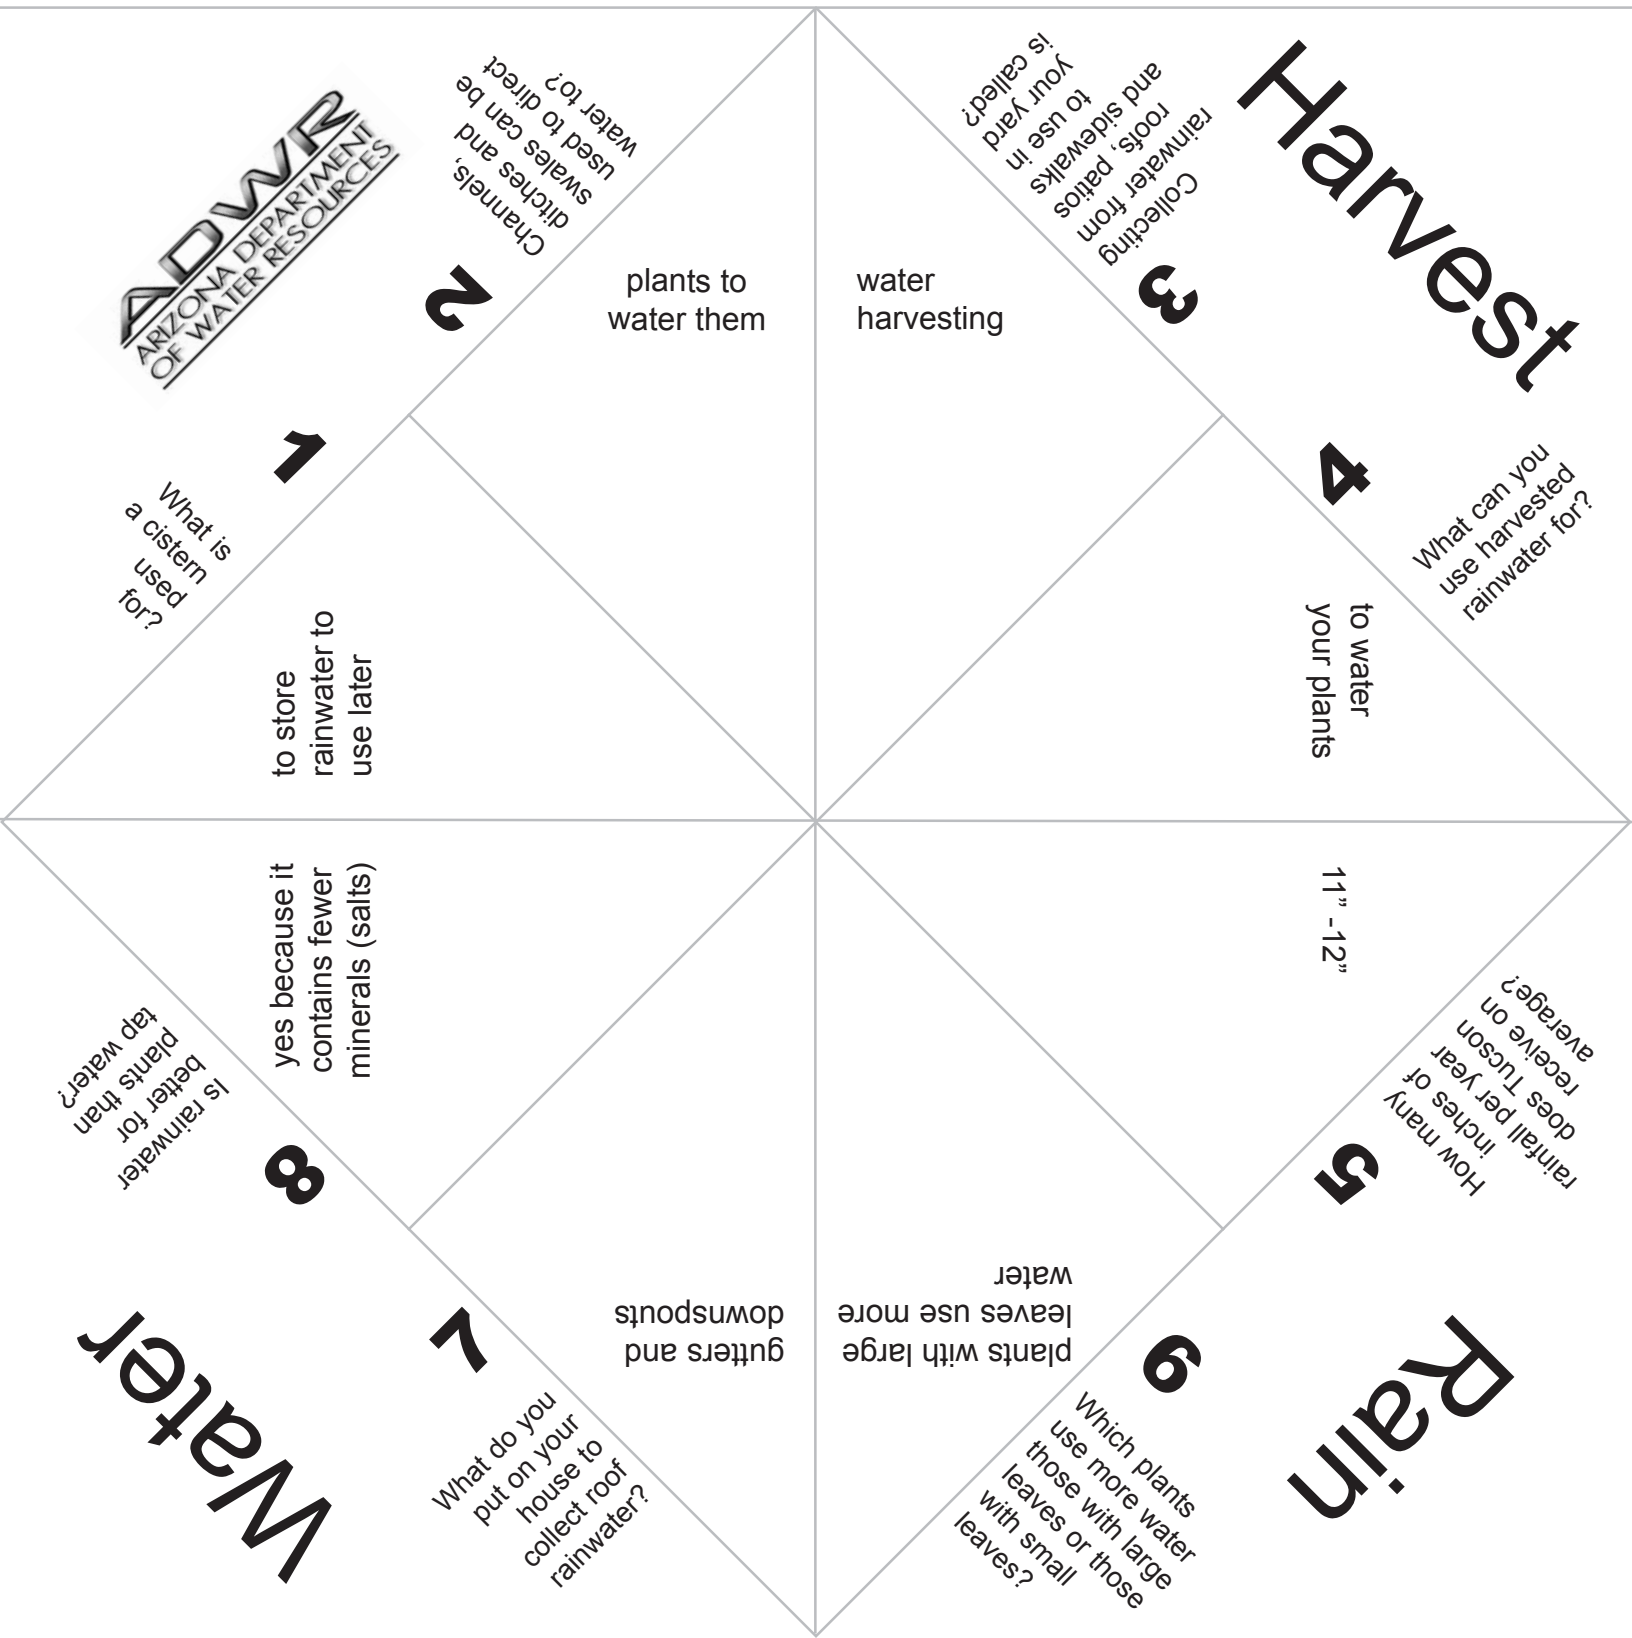 ADWR
ARIZONA DEPARTMENT
OF WATER RESOURCES
1
What is
a cistern
used
for?
to store
rainwater to
use later
2
Channels,
ditches and
swales can be
used to direct
water to?
plants to
water them
Harvest
3
Collecting
rainwater from
roofs, patios
and sidewalks
to use in
your yard
is called?
water
harvesting
4
What can you
use harvested
rainwater for?
to water
your plants
Rain
5
How many
inches of
rainfall per year
does Tucson
receive on
average?
11” -12”
6
Which plants
use more water
those with large
leaves or those
with small
leaves?
plants with large
leaves use more
water
Water
7
What do you
put on your
house to
collect roof
rainwater?
gutters and
downspouts
8
Is rainwater
better for
plants than
tap water?
yes because it
contains fewer
minerals (salts)